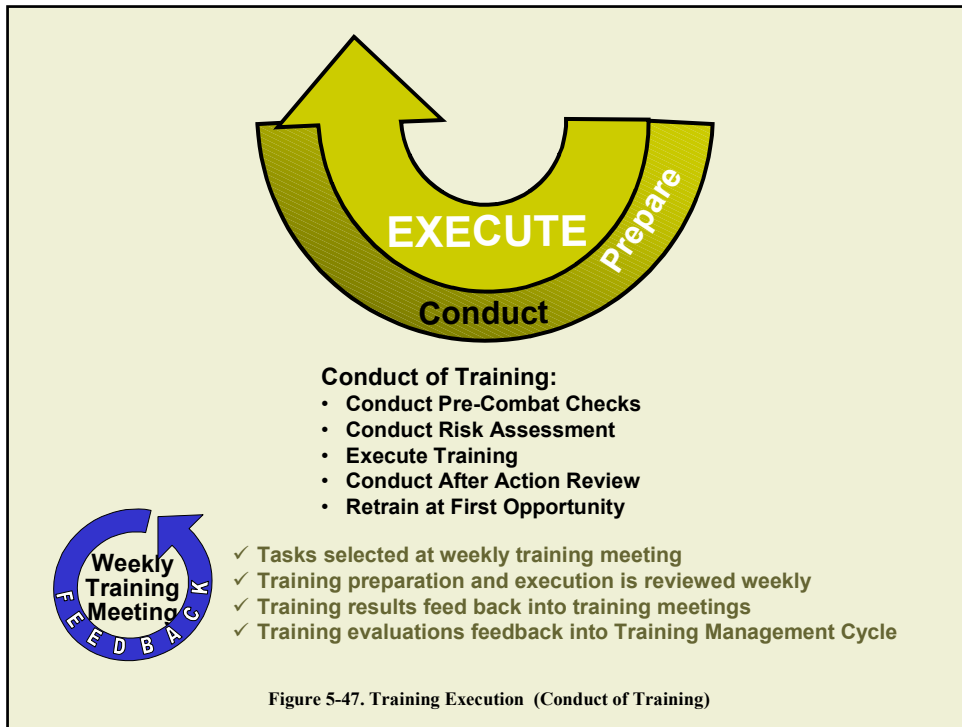 EXECUTE
Prepare
Conduct
Conduct of Training:
• Conduct Pre-Combat Checks
• Conduct Risk Assessment
• Execute Training
• Conduct After Action Review
• Retrain at First Opportunity
Weekly
Training
Meeting
FEEDBACK
✓ Tasks selected at weekly training meeting
✓ Training preparation and execution is reviewed weekly
✓ Training results feed back into training meetings
✓ Training evaluations feedback into Training Management Cycle
Figure 5-47. Training Execution (Conduct of Training)